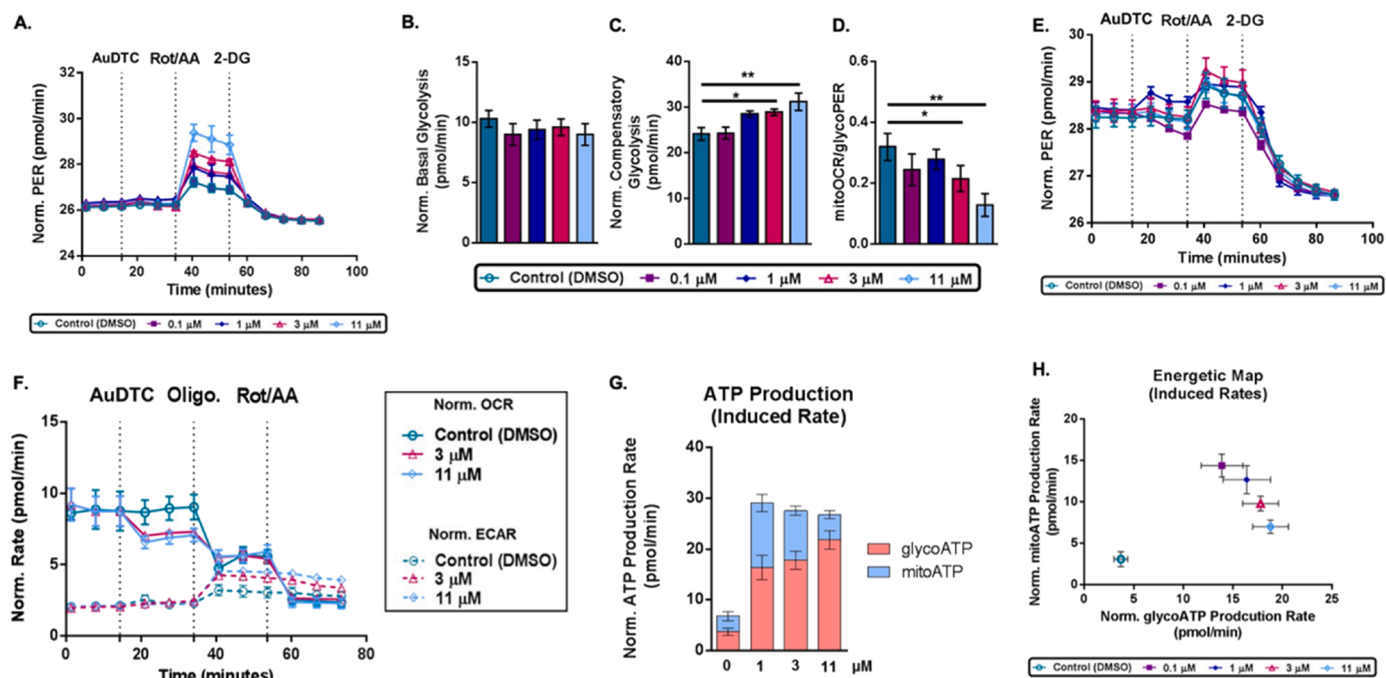 A.
AuDTC Rot/AA 2-DG
Norm. PER (pmol/min)
32
30
28
26
24
0 20 40 60 80 100
Time (minutes)
Control (DMSO) 0.1 μM 1 μM 3 μM 11 μM
B.
Norm. Basal Glycolysis
(pmol/min)
15
10
5
0
C.
Norm. Compensatory
Glycolysis
(pmol/min)
40
30
20
10
0
**
*
D.
mitoOCR/glycoPER
0.6
0.4
0.2
0.0
**
*
Control (DMSO) 0.1 μM 1 μM 3 μM 11 μM
E.
AuDTC Rot/AA 2-DG
Norm. PER (pmol/min)
30
29
28
27
26
0 20 40 60 80 100
Time (minutes)
Control (DMSO) 0.1 μM 1 μM 3 μM 11 μM
F.
AuDTC Oligo. Rot/AA
Norm. Rate (pmol/min)
15
10
5
0
0 20 40 60 80
Time (minutes)
Norm. OCR
Control (DMSO)
3 μM
11 μM
Norm. ECAR
Control (DMSO)
3 μM
11 μM
G.
ATP Production
(Induced Rate)
Norm. ATP Production Rate
(pmol/min)
40
30
20
10
0
0 1 3 11 μM
glycoATP
mitoATP
H.
Energetic Map
(Induced Rates)
Norm. mitoATP Production Rate
(pmol/min)
20
15
10
5
0
0 5 10 15 20 25
Norm. glycoATP Prodcution Rate
(pmol/min)
Control (DMSO) 0.1 μM 1 μM 3 μM 11 μM